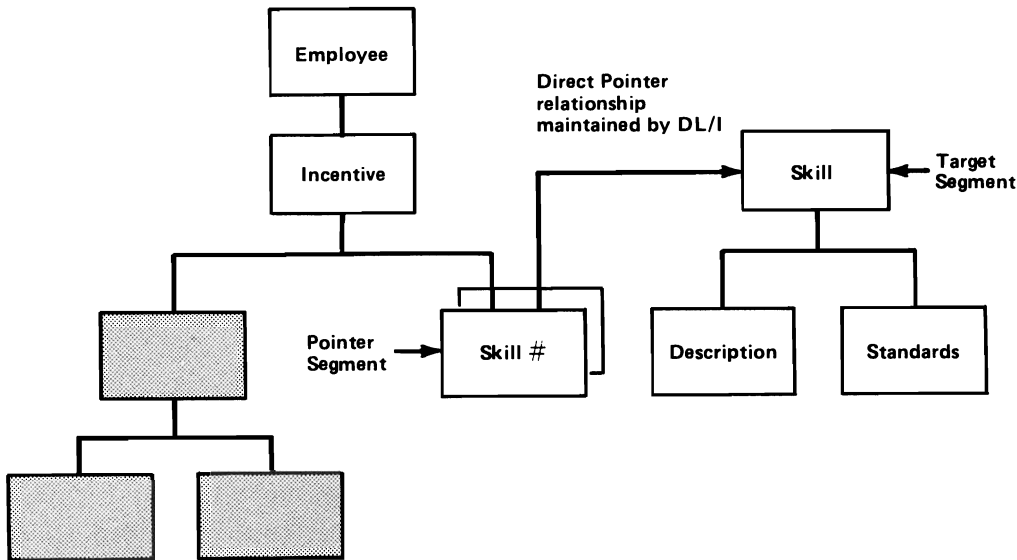 Employee
Incentive
Direct Pointer
relationship
maintained by DL/I
Skill
Target
Segment
Pointer
Segment
Skill #
Description
Standards